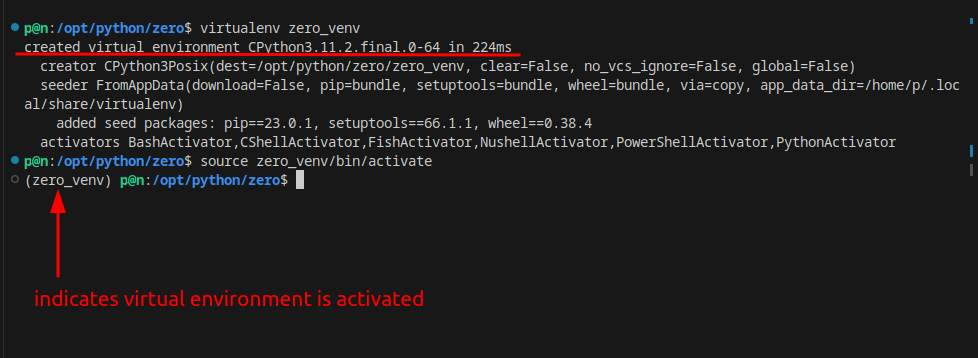 p@n:/opt/python/zero$ virtualenv zero_venv
created virtual environment CPython3.11.2.final.0-64 in 224ms
  creator CPython3Posix(dest=/opt/python/zero/zero_venv, clear=False, no_vcs_ignore=False, global=False)
  seeder FromAppData(download=False, pip=bundle, setuptools=bundle, wheel=bundle, via=copy, app_data_dir=/home/p/.loc
al/share/virtualenv)
    added seed packages: pip==23.0.1, setuptools==66.1.1, wheel==0.38.4
  activators BashActivator,CShellActivator,FishActivator,NushellActivator,PowerShellActivator,PythonActivator
p@n:/opt/python/zero$ source zero_venv/bin/activate
(zero_venv) p@n:/opt/python/zero$
indicates virtual environment is activated